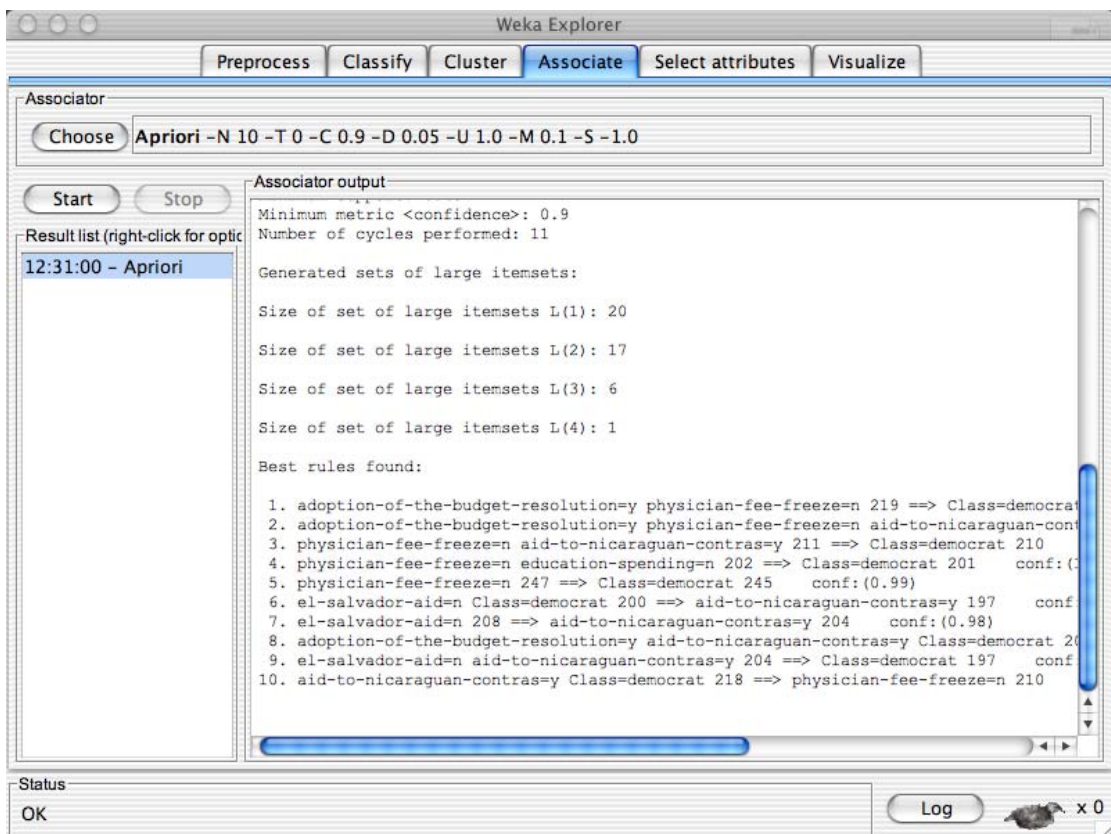 Weka Explorer
Preprocess Classify Cluster Associate Select attributes Visualize
Associator
Choose Apriori -N 10 -T 0 -C 0.9 -D 0.05 -U 1.0 -M 0.1 -S -1.0
Start Stop
Associator output
Result list (right-click for optic
12:31:00 - Apriori
Minimum metric <confidence>: 0.9
Number of cycles performed: 11
Generated sets of large itemsets:
Size of set of large itemsets L(1): 20
Size of set of large itemsets L(2): 17
Size of set of large itemsets L(3): 6
Size of set of large itemsets L(4): 1
Best rules found:
1. adoption-of-the-budget-resolution=y physician-fee-freeze=n 219 ==> Class=democrat
2. adoption-of-the-budget-resolution=y physician-fee-freeze=n aid-to-nicaraguan-cont
3. physician-fee-freeze=n aid-to-nicaraguan-contras=y 211 ==> Class=democrat 210
4. physician-fee-freeze=n education-spending=n 202 ==> Class=democrat 201 conf:(
5. physician-fee-freeze=n 247 ==> Class=democrat 245 conf:(0.99)
6. el-salvador-aid=n Class=democrat 200 ==> aid-to-nicaraguan-contras=y 197 conf
7. el-salvador-aid=n 208 ==> aid-to-nicaraguan-contras=y 204 conf:(0.98)
8. adoption-of-the-budget-resolution=y aid-to-nicaraguan-contras=y Class=democrat 20
9. el-salvador-aid=n aid-to-nicaraguan-contras=y 204 ==> Class=democrat 197 conf
10. aid-to-nicaraguan-contras=y Class=democrat 218 ==> physician-fee-freeze=n 210
Status
OK
Log x 0